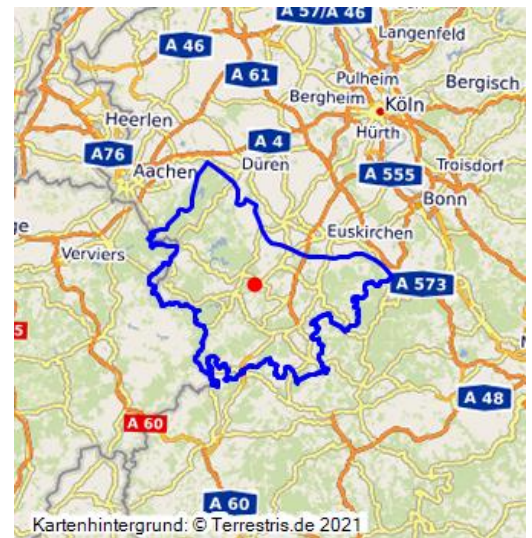 A 57/A 46
Langenfeld
A 46
A 61
Pulheim
Bergheim
Bergisch
Köln
Heerlen
Hürth
A 4
A76
Aachen
Düren
Troisdorf
A 555
Bonn
ge
Verviers
Euskirchen
A 573
5
A 48
A 60
A 60
Kartenhintergrund: © Terrestris.de 2021